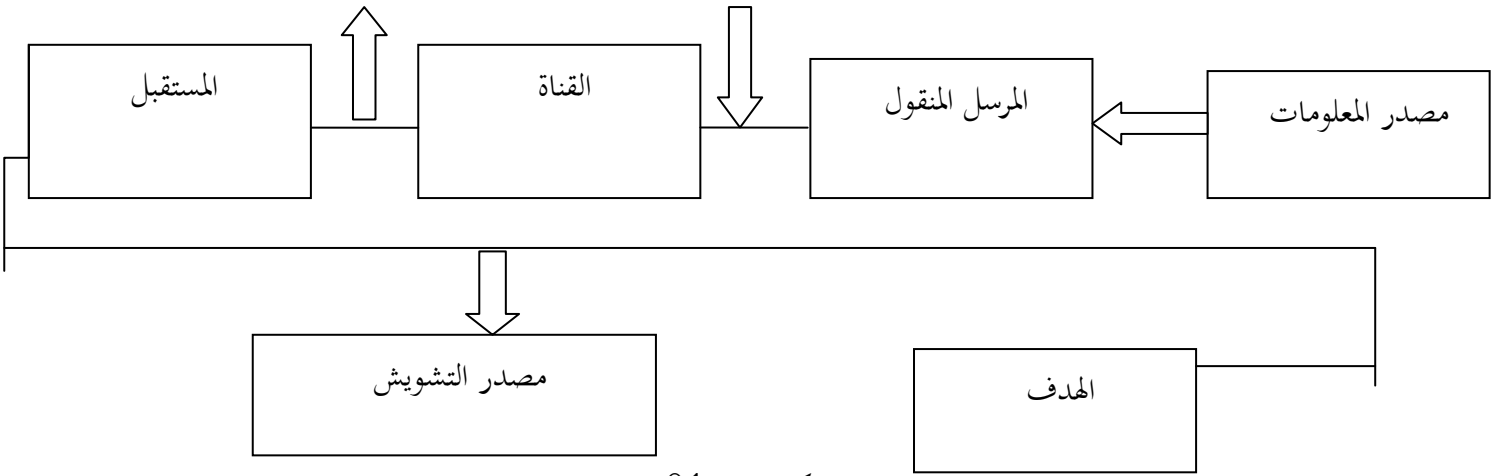 مصدر المعلومات
المرسل المنقول
القناة
المستقبل
مصدر التشويش
الهدف